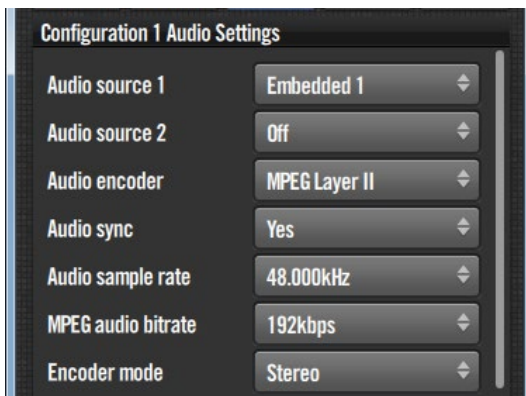 Configuration 1 Audio Settings
Audio source 1 Embedded 1
Audio source 2 Off
Audio encoder MPEG Layer II
Audio sync Yes
Audio sample rate 48.000kHz
MPEG audio bitrate 192kbps
Encoder mode Stereo